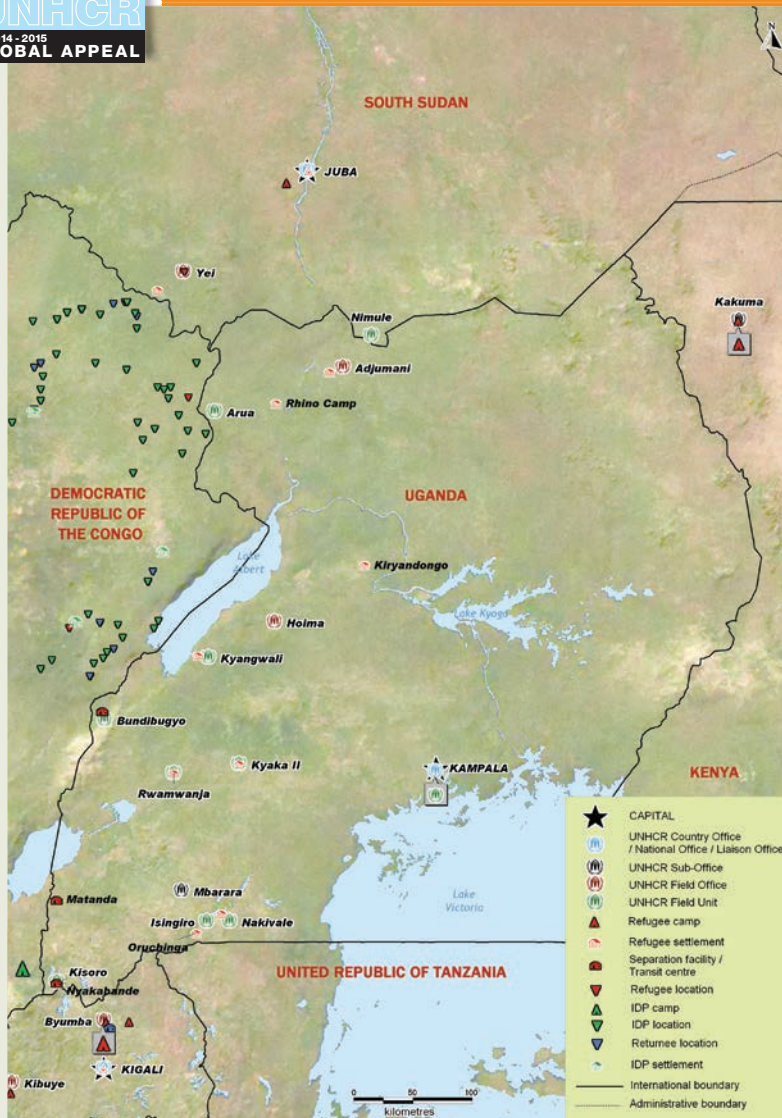 UNHCR
14 - 2015
OBAL APPEAL
N
SOUTH SUDAN
JUBA
Yei
Nimule
Kakuma
Adjumani
Rhino Camp
Arua
DEMOCRATIC
REPUBLIC OF
THE CONGO
UGANDA
Lake
Albert
Kiryandongo
Lake Kyoga
Hoima
Kyangwali
Bundibugyo
Kyaka II
Rwamwanja
KAMPALA
KENYA
Mbarara
Matanda
Isingiro
Nakivale
Oruchinga
Lake
Victoria
Kisoro
Nyakabande
UNITED REPUBLIC OF TANZANIA
Byumba
KIGALI
Kibuye
0 50 100
kilometres
CAPITAL
UNHCR Country Office
/ National Office / Liaison Office
UNHCR Sub-Office
UNHCR Field Office
UNHCR Field Unit
Refugee camp
Refugee settlement
Separation facility /
Transit centre
Refugee location
IDP camp
IDP location
Returnee location
IDP settlement
International boundary
Administrative boundary